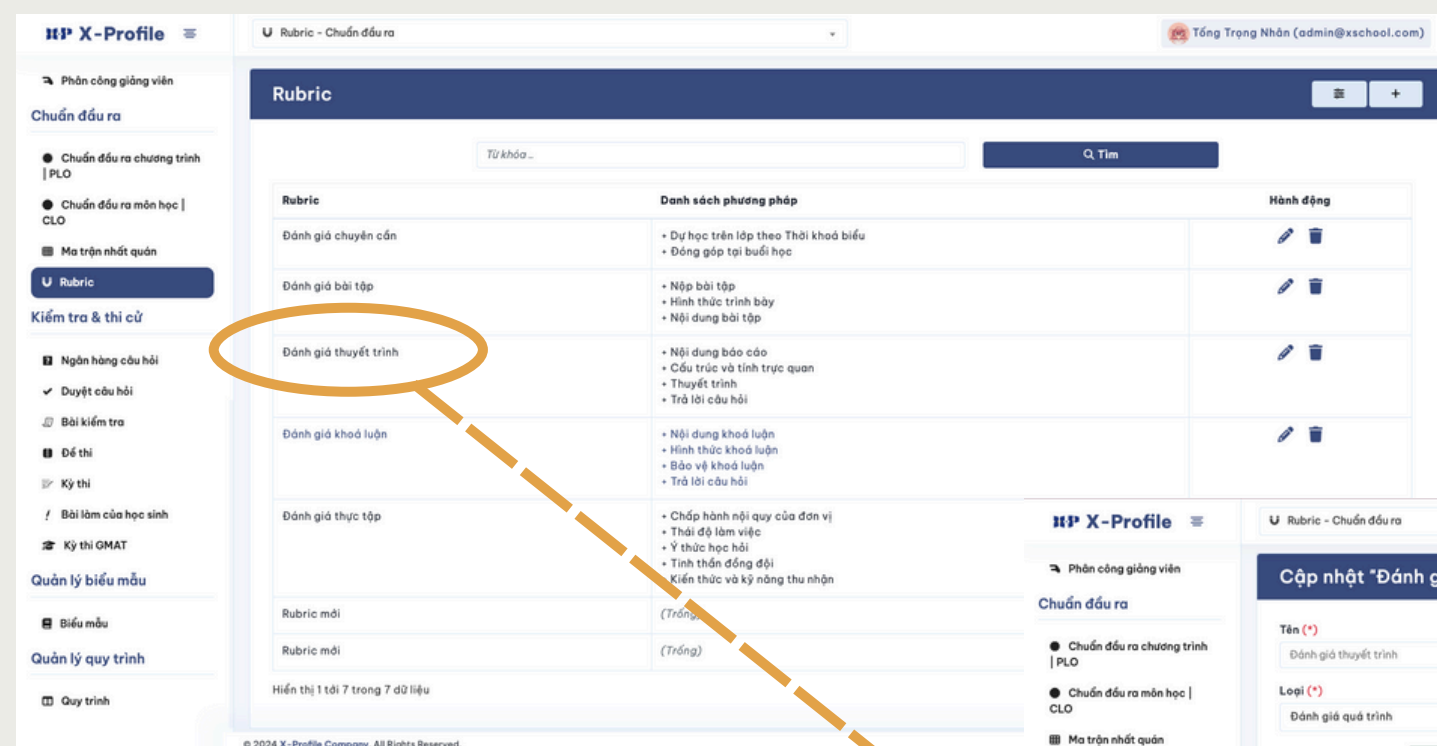 X-Profile
Rubric - Chuẩn đầu ra
Tống Trọng Nhân (admin@xschool.com)
Phân công giảng viên
Chuẩn đầu ra
Chuẩn đầu ra chương trình
| PLO
Chuẩn đầu ra môn học |
CLO
Ma trận nhất quán
Rubric
Kiểm tra & thi cử
Ngân hàng câu hỏi
Duyệt câu hỏi
Bài kiểm tra
Đề thi
Kỳ thi
Bài làm của học sinh
Kỳ thi GMAT
Quản lý biểu mẫu
Biểu mẫu
Quản lý quy trình
Quy trình
Rubric
+
Từ khóa...
Tìm
Rubric Danh sách phương pháp Hành động
Đánh giá chuyên cần
+ Dự học trên lớp theo Thời khoá biểu
+ Đóng góp tại buổi học
Đánh giá bài tập
+ Nộp bài tập
+ Hình thức trình bày
+ Nội dung bài tập
Đánh giá thuyết trình
+ Nội dung báo cáo
+ Cấu trúc và tính trực quan
+ Thuyết trình
+ Trả lời câu hỏi
Đánh giá khoá luận
+ Nội dung khoá luận
+ Hình thức khoá luận
+ Bảo vệ khoá luận
+ Trả lời câu hỏi
Đánh giá thực tập
+ Chấp hành nội quy của đơn vị
+ Thái độ làm việc
+ Ý thức học hỏi
+ Tinh thần đồng đội
Kiến thức và kỹ năng thu nhận
Rubric mới (Trống)
Rubric mới (Trống)
Hiển thị 1 tới 7 trong 7 dữ liệu
© 2024 X-Profile Company. All Rights Reserved
X-Profile
Rubric - Chuẩn đầu ra
Phân công giảng viên
Chuẩn đầu ra
Chuẩn đầu ra chương trình
| PLO
Chuẩn đầu ra môn học |
CLO
Ma trận nhất quán
Cập nhật "Đánh g
Tên (*)
Đánh giá thuyết trình
Loại (*)
Đánh giá quá trình